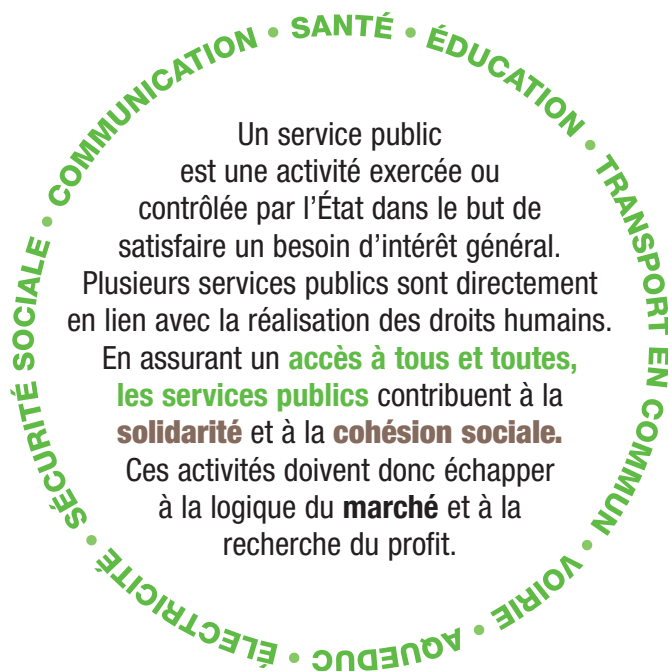 SANTÉ • ÉDUCATION • TRANSPORT EN COMMUN • VOIRIE • AQUEDUC • ÉLECTRICITÉ • SÉCURITÉ SOCIALE • COMMUNICATION •
Un service public
est une activité exercée ou
contrôlée par l’État dans le but de
satisfaire un besoin d’intérêt général.
Plusieurs services publics sont directement
en lien avec la réalisation des droits humains.
En assurant un accès à tous et toutes,
les services publics contribuent à la
solidarité et à la cohésion sociale.
Ces activités doivent donc échapper
à la logique du marché et à la
recherche du profit.